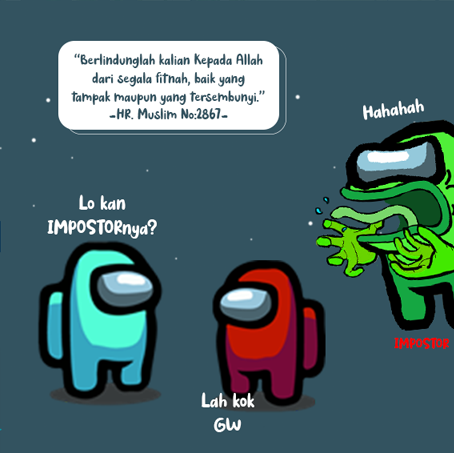 “Berlindunglah kalian Kepada Allah
dari segala fitnah, baik yang
tampak maupun yang tersembunyi.”
-HR. Muslim No:2867-
Hahahah
Lo kan
IMPOSTORnya?
IMPOSTOR
Lah kok
GW